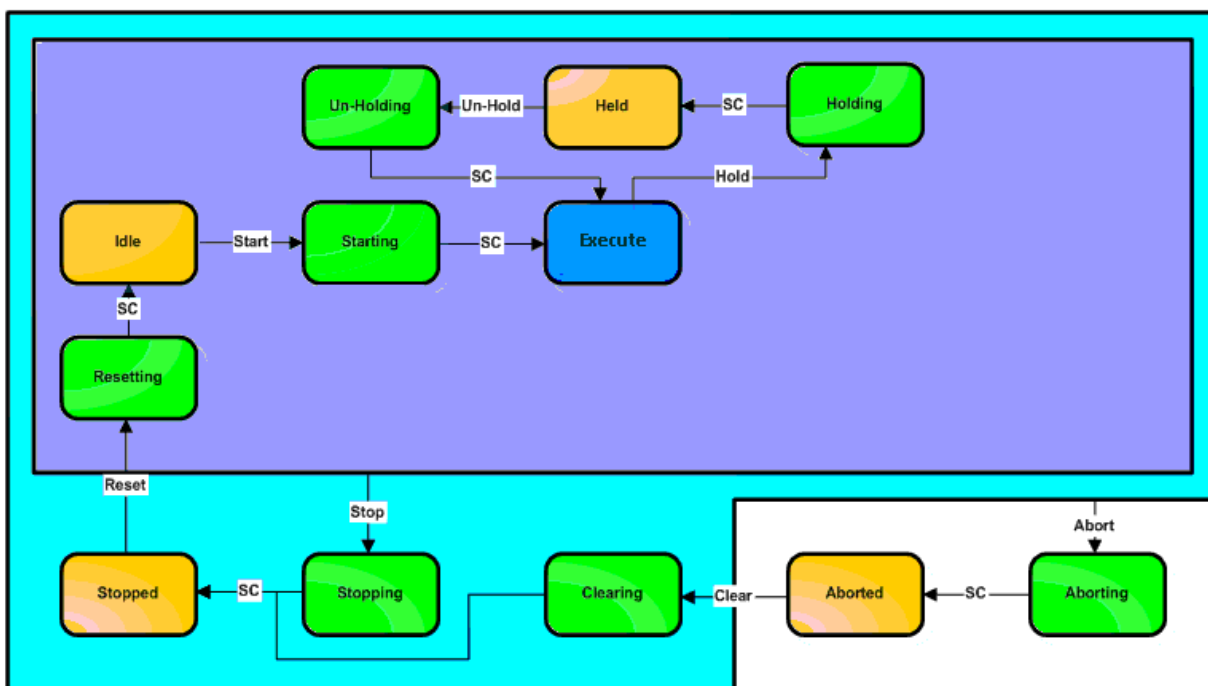 Un-Holding
Un-Hold
Held
SC
Holding
SC
Hold
Idle
Start
Starting
SC
Execute
SC
Resetting
Reset
Stop
Abort
Stopped
SC
Stopping
Clearing
Clear
Aborted
SC
Aborting